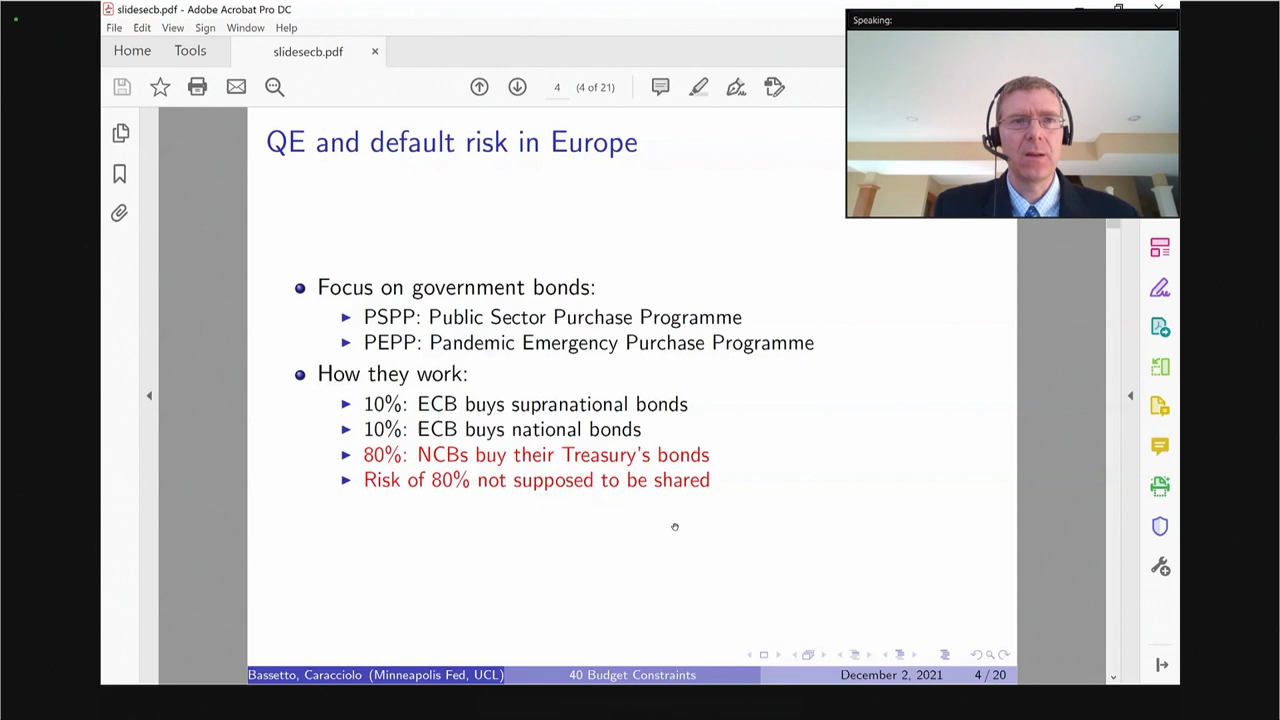 slidesecb.pdf - Adobe Acrobat Pro DC
File Edit View Sign Window Help
Home Tools slidesecb.pdf
4 (4 of 21)
Speaking:
QE and default risk in Europe
Focus on government bonds:
PSPP: Public Sector Purchase Programme
PEPP: Pandemic Emergency Purchase Programme
How they work:
10%: ECB buys supranational bonds
10%: ECB buys national bonds
80%: NCBs buy their Treasury's bonds
Risk of 80% not supposed to be shared
Bassetto, Caracciolo (Minneapolis Fed, UCL) 40 Budget Constraints December 2, 2021 4 / 20